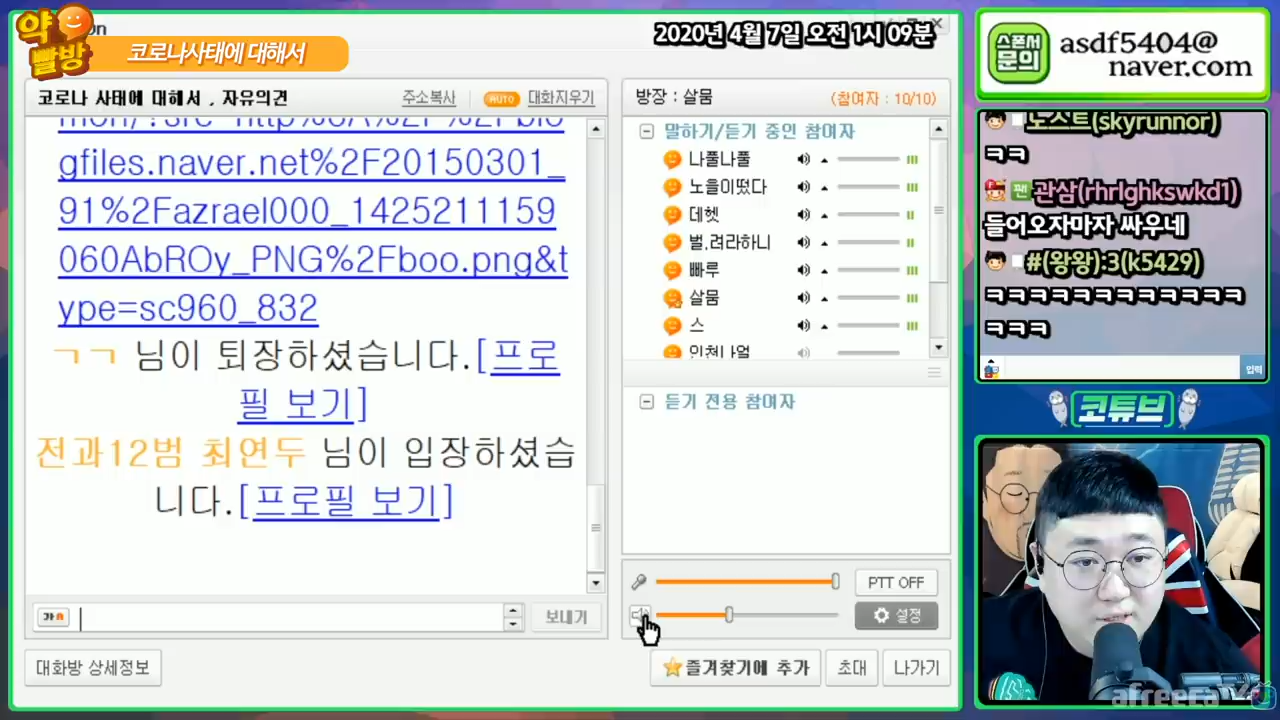 약빨방
코로나사태에 대해서
2020년 4월 7일 오전 1시 09분
스폰서문의
asdf5404@
naver.com
코로나 사태에 대해서 , 자유의견
주소복사
AUTO
대화지우기
방장 : 살뭄
(참여자 : 10/10)
gfiles.naver.net%2F20150301_
91%2Fazrael000_1425211159
060AbROy_PNG%2Fboo.png&t
ype=sc960_832
ㄱㄱ 님이 퇴장하셨습니다.[프로
필 보기]
전과12범 최연두 님이 입장하셨습
니다.[프로필 보기]
말하기/듣기 중인 참여자
나풀나풀
노을이떴다
데헷
벌,려라하니
빠루
살뭄
스
듣기 전용 참여자
PTT OFF
설정
가가
보내기
대화방 상세정보
즐겨찾기에 추가
초대
나가기
노스트(skyrunnor)
ㅋㅋ
팬 관삼(rhrlghkswkd1)
들어오자마자 싸우네
#(왕왕):3(k5429)
ㅋㅋㅋㅋㅋㅋㅋㅋㅋㅋㅋㅋ
ㅋㅋㅋ
입력
코튜브
afreecaTV